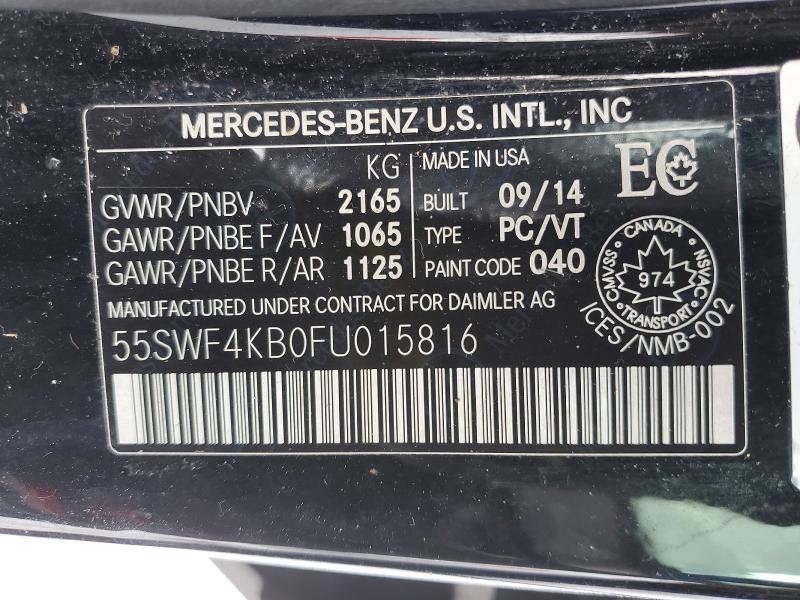 MERCEDES-BENZ U.S. INTL., INC
KG
GVWR/PNBV 2165
GAWR/PNBE F/AV 1065
GAWR/PNBE R/AR 1125
MADE IN USA
BUILT 09/14
TYPE PC/VT
PAINT CODE 040
EC
MANUFACTURED UNDER CONTRACT FOR DAIMLER AG
55SWF4KB0FU015816
CANADA
CMVSS
974
NSVAC
TRANSPORT
ICES/NMB-002